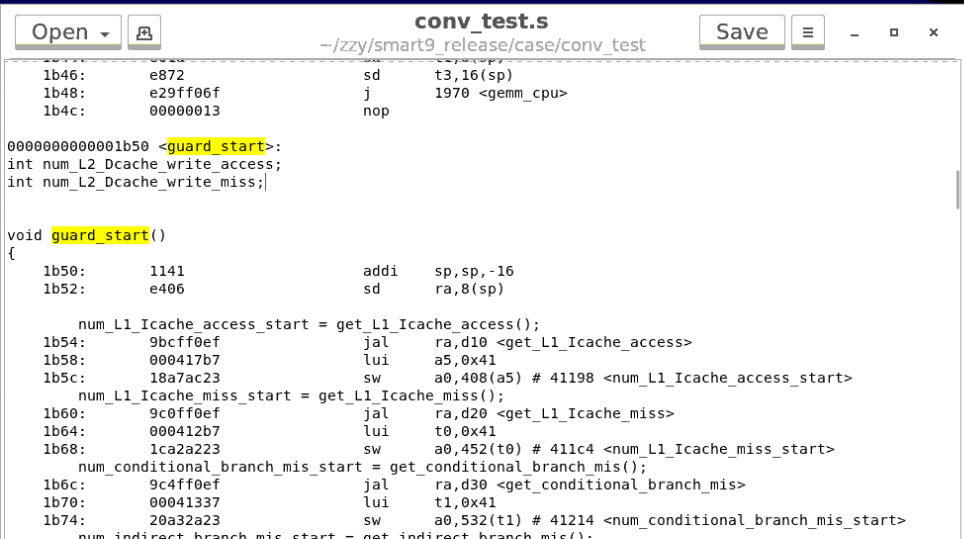 Open
conv_test.s
~/zzy/smart9_release/case/conv_test
Save
1b46: e872 sd t3,16(sp)
1b48: e29ff06f j 1970 <gemm_cpu>
1b4c: 00000013 nop
0000000000001b50 <guard_start>:
int num_L2_Dcache_write_access;
int num_L2_Dcache_write_miss;
void guard_start()
{
1b50: 1141 addi sp,sp,-16
1b52: e406 sd ra,8(sp)
num_L1_Icache_access_start = get_L1_Icache_access();
1b54: 9bcff0ef jal ra,d10 <get_L1_Icache_access>
1b58: 000417b7 lui a5,0x41
1b5c: 18a7ac23 sw a0,408(a5) # 41198 <num_L1_Icache_access_start>
num_L1_Icache_miss_start = get_L1_Icache_miss();
1b60: 9c0ff0ef jal ra,d20 <get_L1_Icache_miss>
1b64: 000412b7 lui t0,0x41
1b68: 1ca2a223 sw a0,452(t0) # 411c4 <num_L1_Icache_miss_start>
num_conditional_branch_mis_start = get_conditional_branch_mis();
1b6c: 9c4ff0ef jal ra,d30 <get_conditional_branch_mis>
1b70: 00041337 lui t1,0x41
1b74: 20a32a23 sw a0,532(t1) # 41214 <num_conditional_branch_mis_start>
num_indirect_branch_mis_start = get_indirect_branch_mis();